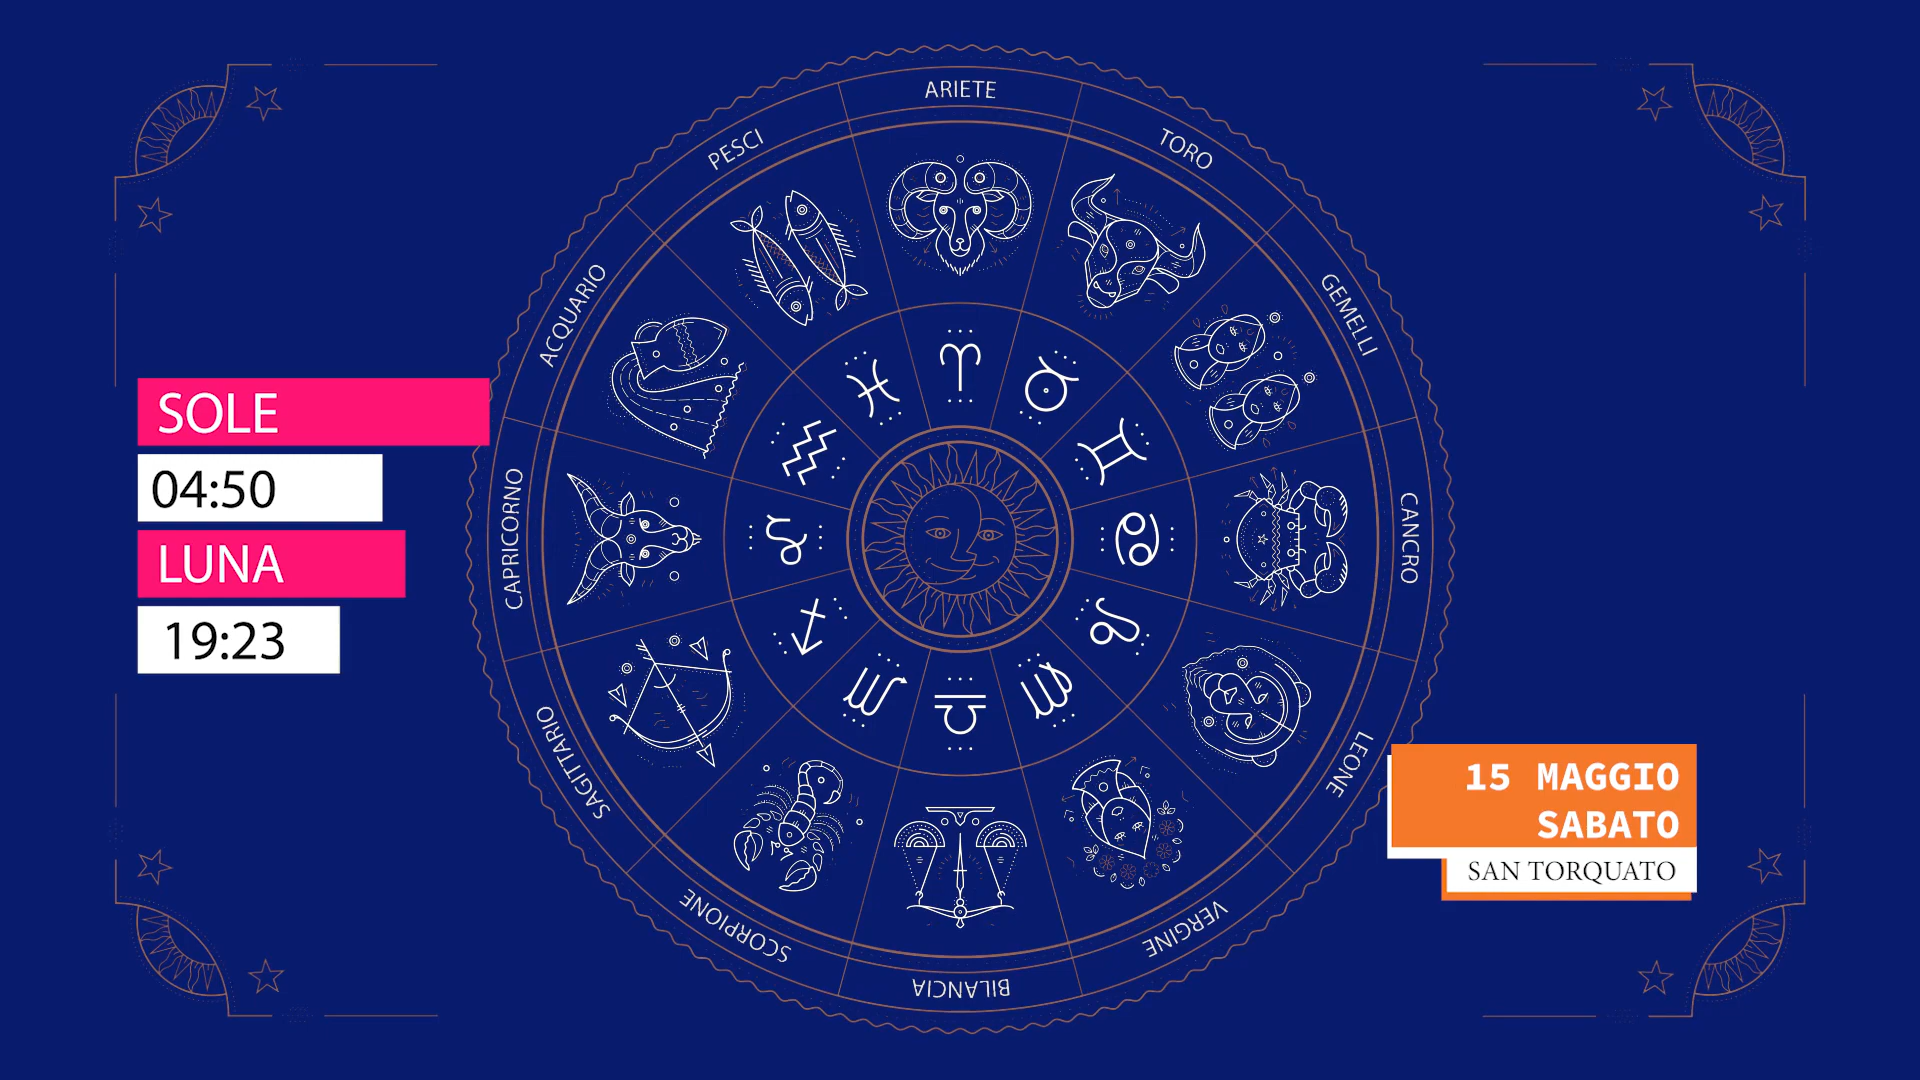 ARIETE
TORO
GEMELLI
CANCRO
LEONE
VERGINE
BILANCIA
SCORPIONE
SAGITTARIO
CAPRICORNO
ACQUARIO
PESCI
SOLE
04:50
LUNA
19:23
15 MAGGIO
SABATO
SAN TORQUATO